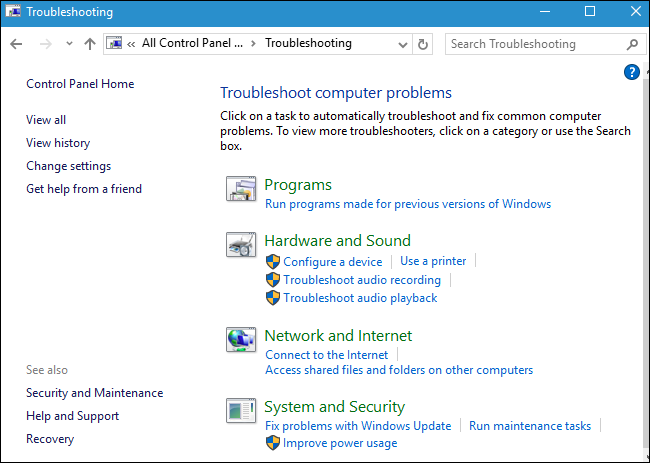 Troubleshooting
« All Control Panel ... > Troubleshooting
Search Troubleshooting
?
Control Panel Home
View all
View history
Change settings
Get help from a friend
Troubleshoot computer problems
Click on a task to automatically troubleshoot and fix common computer
problems. To view more troubleshooters, click on a category or use the Search
box.
Programs
Run programs made for previous versions of Windows
Hardware and Sound
Configure a device | Use a printer |
Troubleshoot audio recording |
Troubleshoot audio playback
Network and Internet
Connect to the Internet |
Access shared files and folders on other computers
System and Security
Fix problems with Windows Update | Run maintenance tasks |
Improve power usage
See also
Security and Maintenance
Help and Support
Recovery